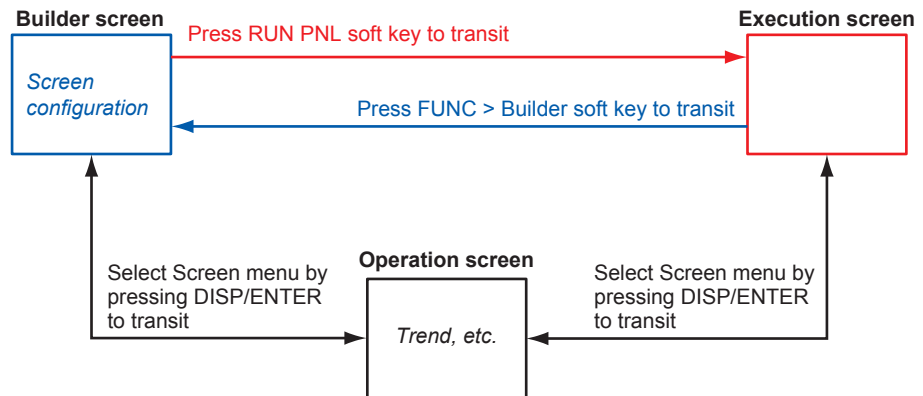 Builder screen
Execution screen
Press RUN PNL soft key to transit
Screen
configuration
Press FUNC > Builder soft key to transit
Operation screen
Select Screen menu by
pressing DISP/ENTER
to transit
Select Screen menu by
pressing DISP/ENTER
to transit
Trend, etc.